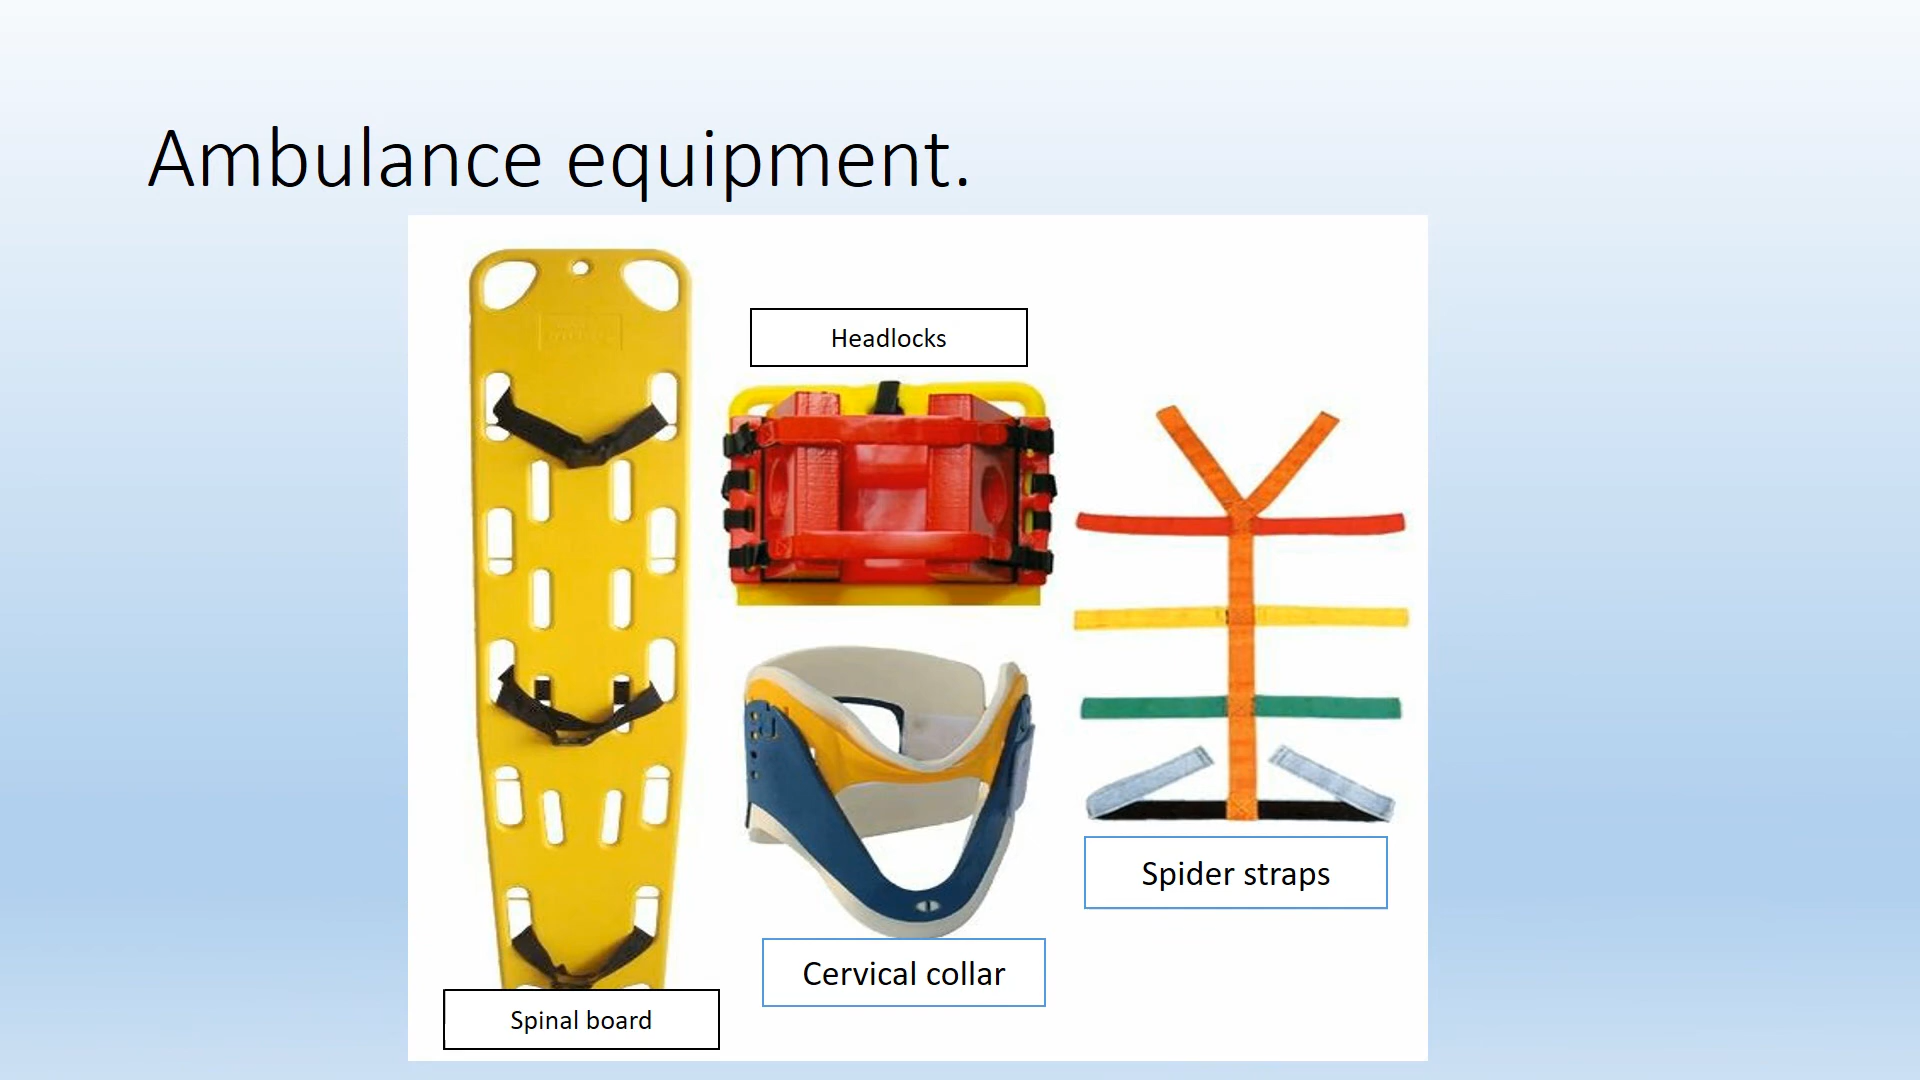 Ambulance equipment.
Headlocks
Spider straps
Cervical collar
Spinal board